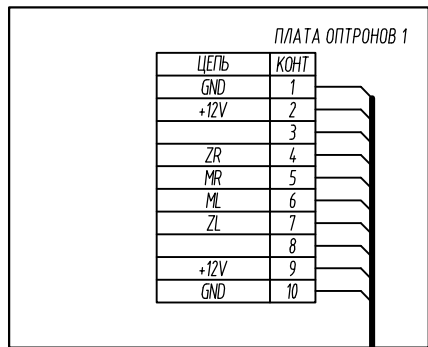 ПЛАТА ОПТРОНОВ 1
ЦЕПЬ КОНТ
GND 1
+12V 2
3
ZR 4
MR 5
ML 6
ZL 7
8
+12V 9
GND 10